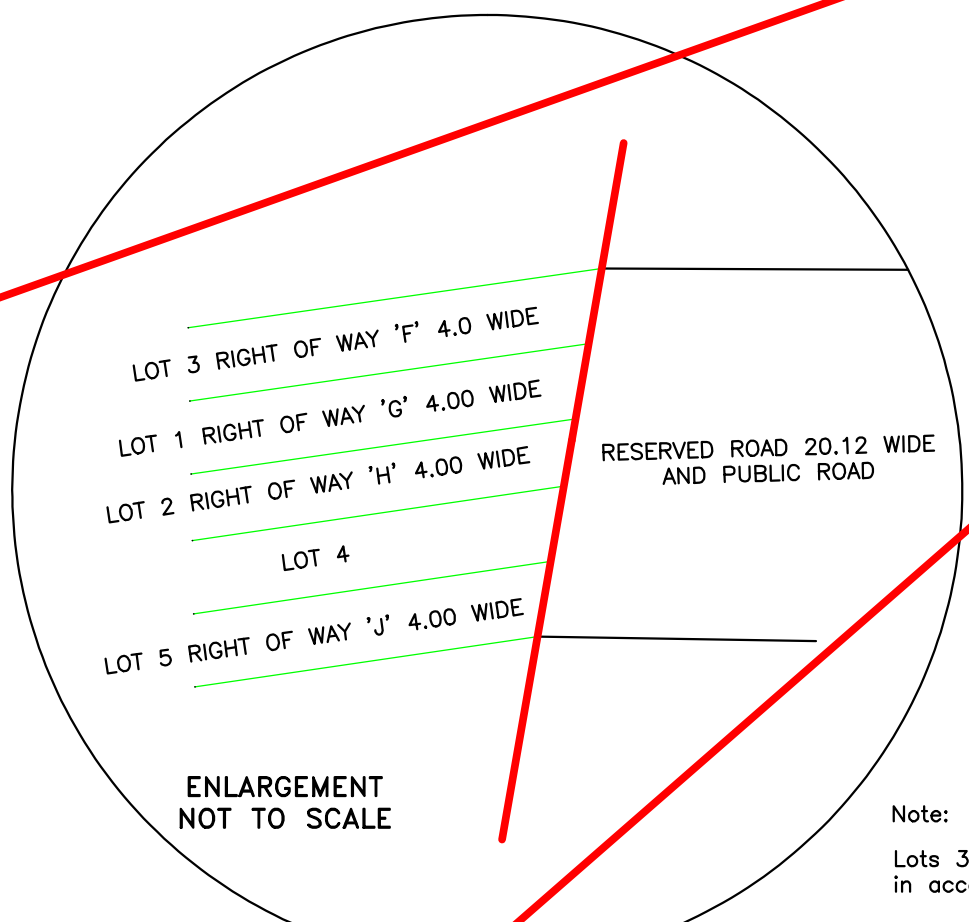 LOT 3 RIGHT OF WAY 'F' 4.0 WIDE
LOT 1 RIGHT OF WAY 'G' 4.00 WIDE
LOT 2 RIGHT OF WAY 'H' 4.00 WIDE
LOT 4
LOT 5 RIGHT OF WAY 'J' 4.00 WIDE
RESERVED ROAD 20.12 WIDE
AND PUBLIC ROAD
ENLARGEMENT
NOT TO SCALE
Note:
Lots 3
in